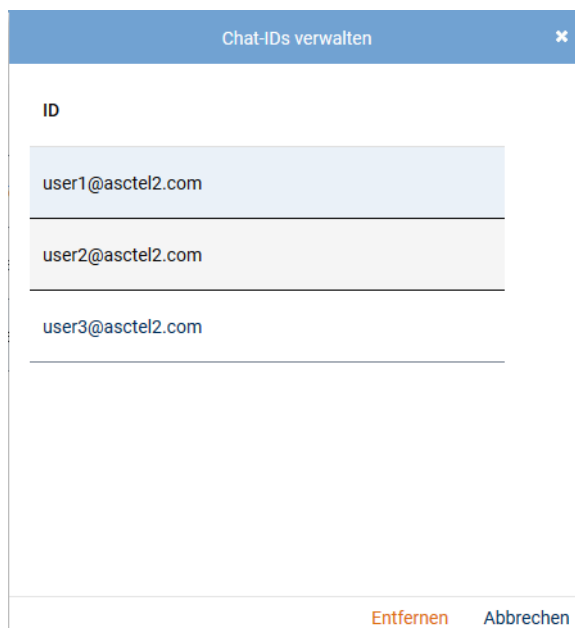 Chat-IDs verwalten
ID
user1@asctel2.com
user2@asctel2.com
user3@asctel2.com
Entfernen Abbrechen